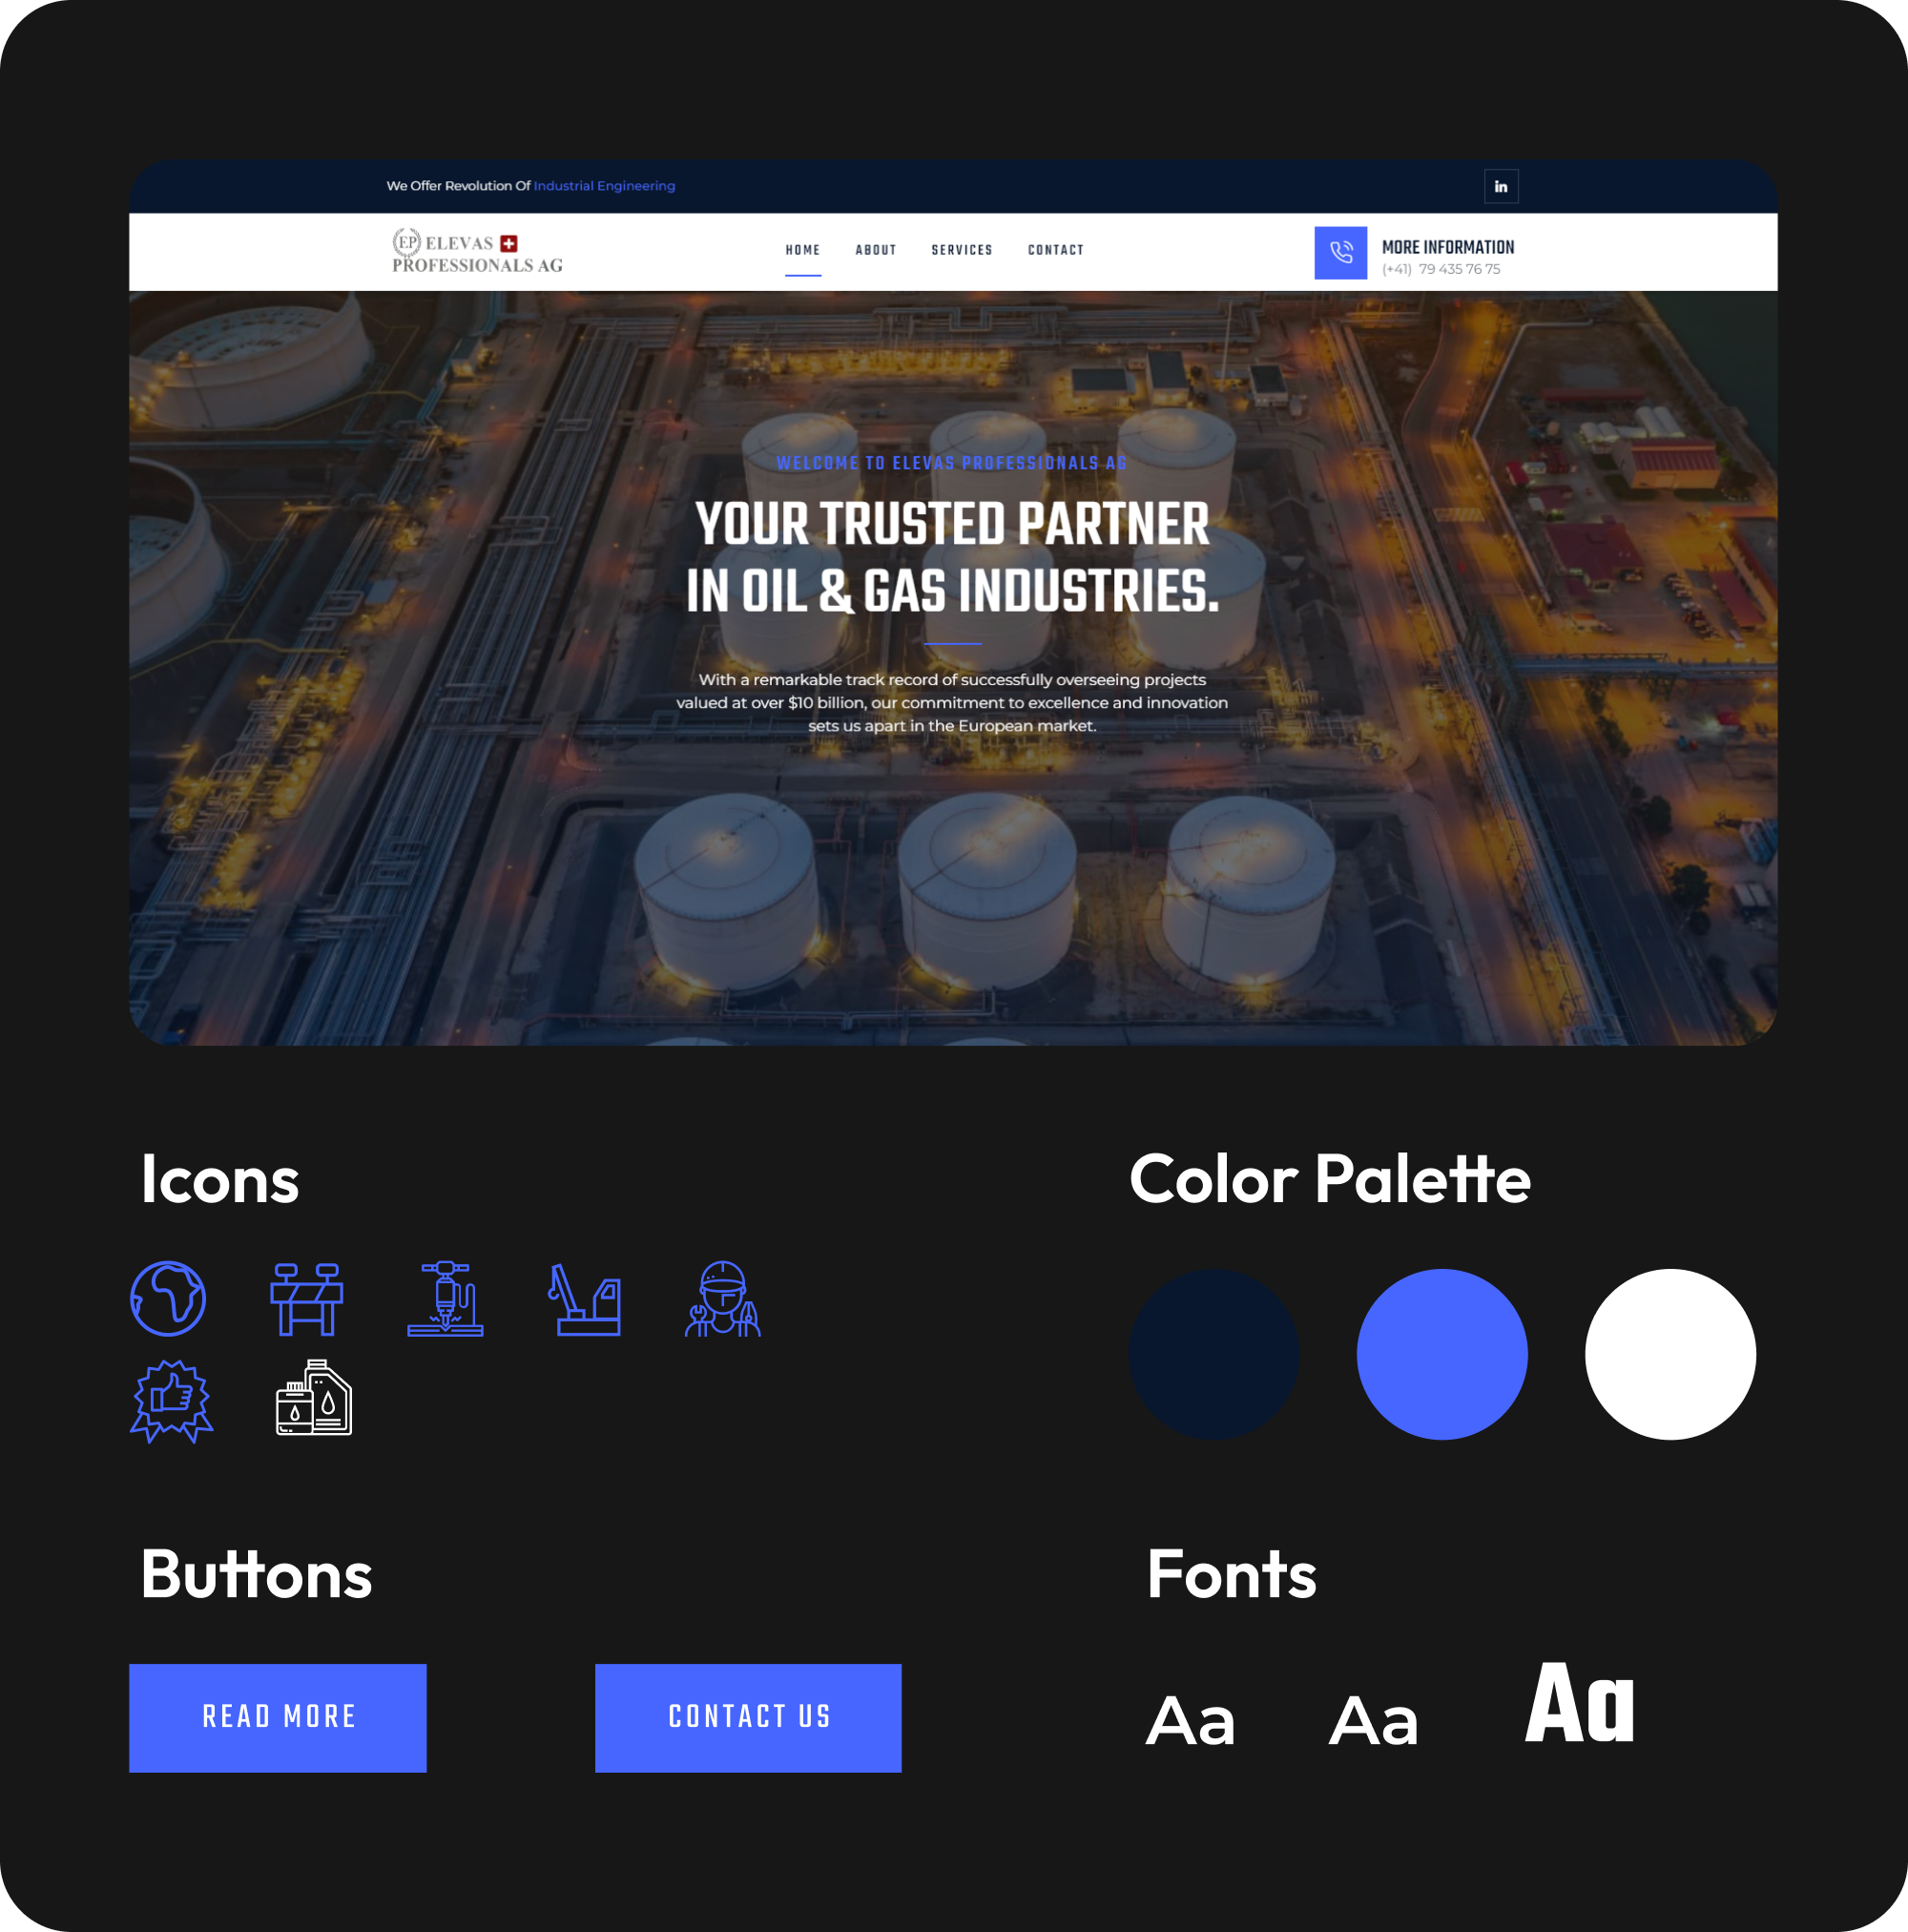 We Offer Revolution Of Industrial Engineering
in
EP ELEVAS
PROFESSIONALS AG
HOME ABOUT SERVICES CONTACT
MORE INFORMATION
(+41) 79 435 76 75
WELCOME TO ELEVAS PROFESSIONALS AG
YOUR TRUSTED PARTNER
IN OIL & GAS INDUSTRIES.
With a remarkable track record of successfully overseeing projects
valued at over $10 billion, our commitment to excellence and innovation
sets us apart in the European market.
Icons
Color Palette
Buttons
Fonts
READ MORE
CONTACT US
Aa Aa Aa